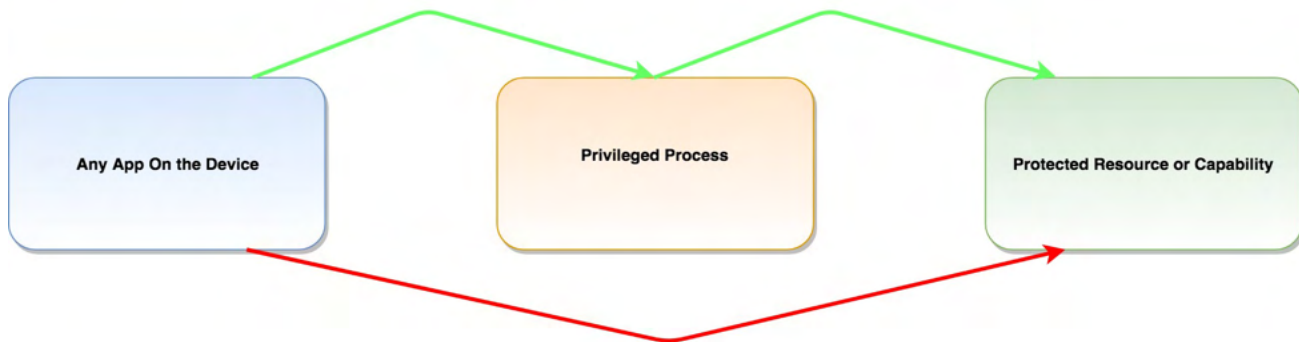 Any App On the Device
Privileged Process
Protected Resource or Capability